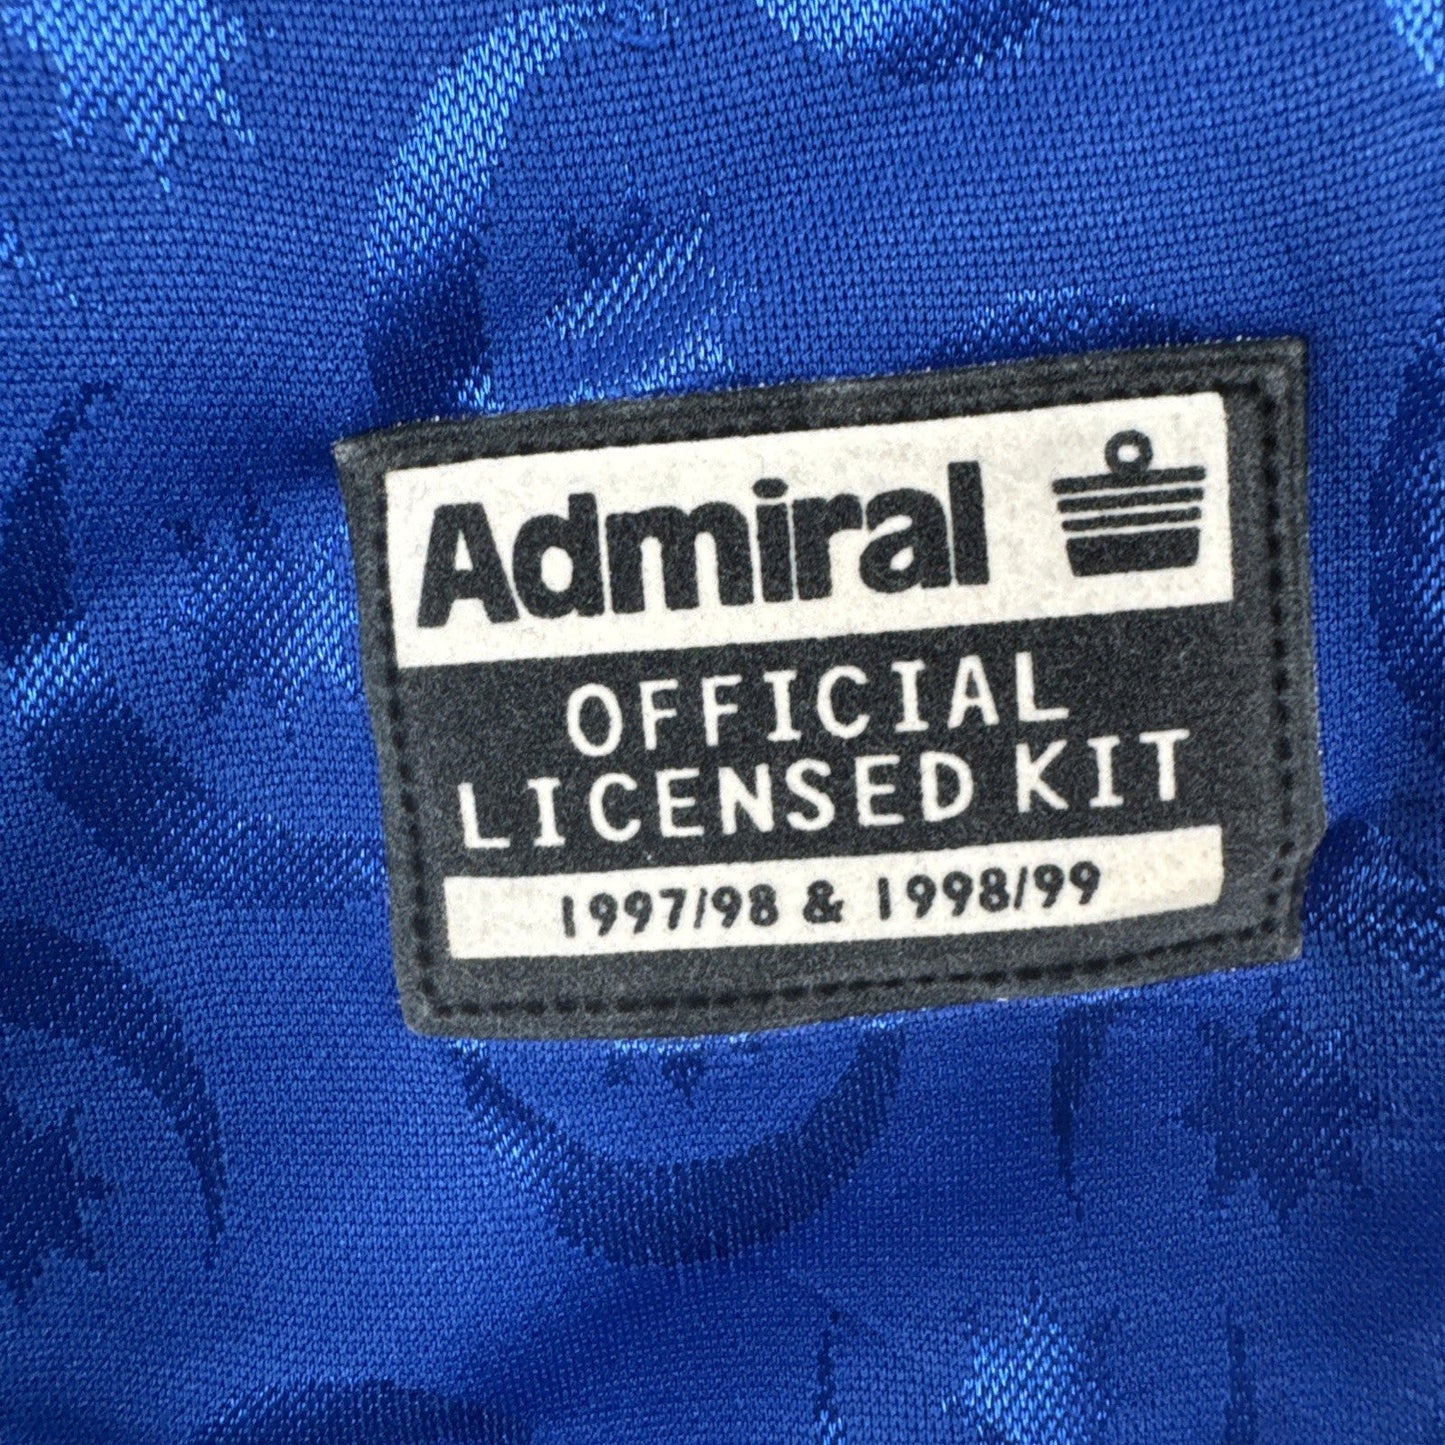 Admiral
OFFICIAL
LICENSED KIT
1997/98 & 1998/99